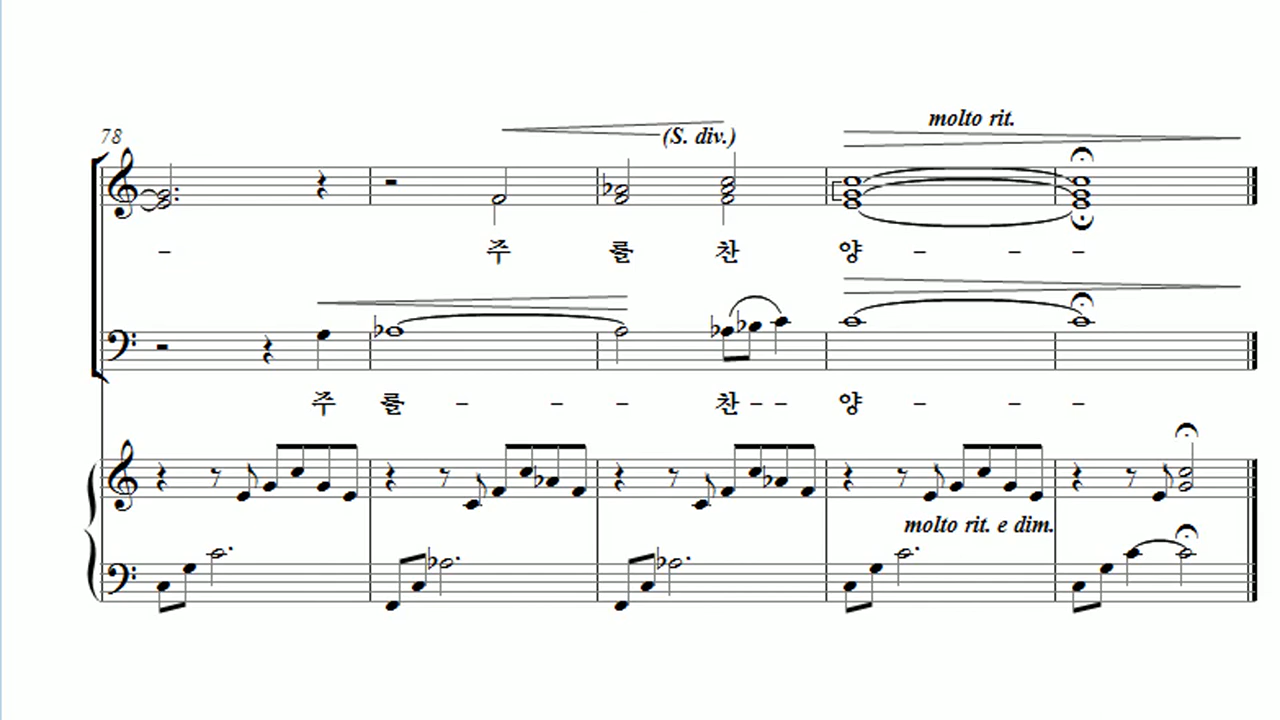 molto rit.
78
(S. div.)
- 주 를 찬 양 - - -
주 를 - - - 찬 - - 양 - - -
molto rit. e dim.